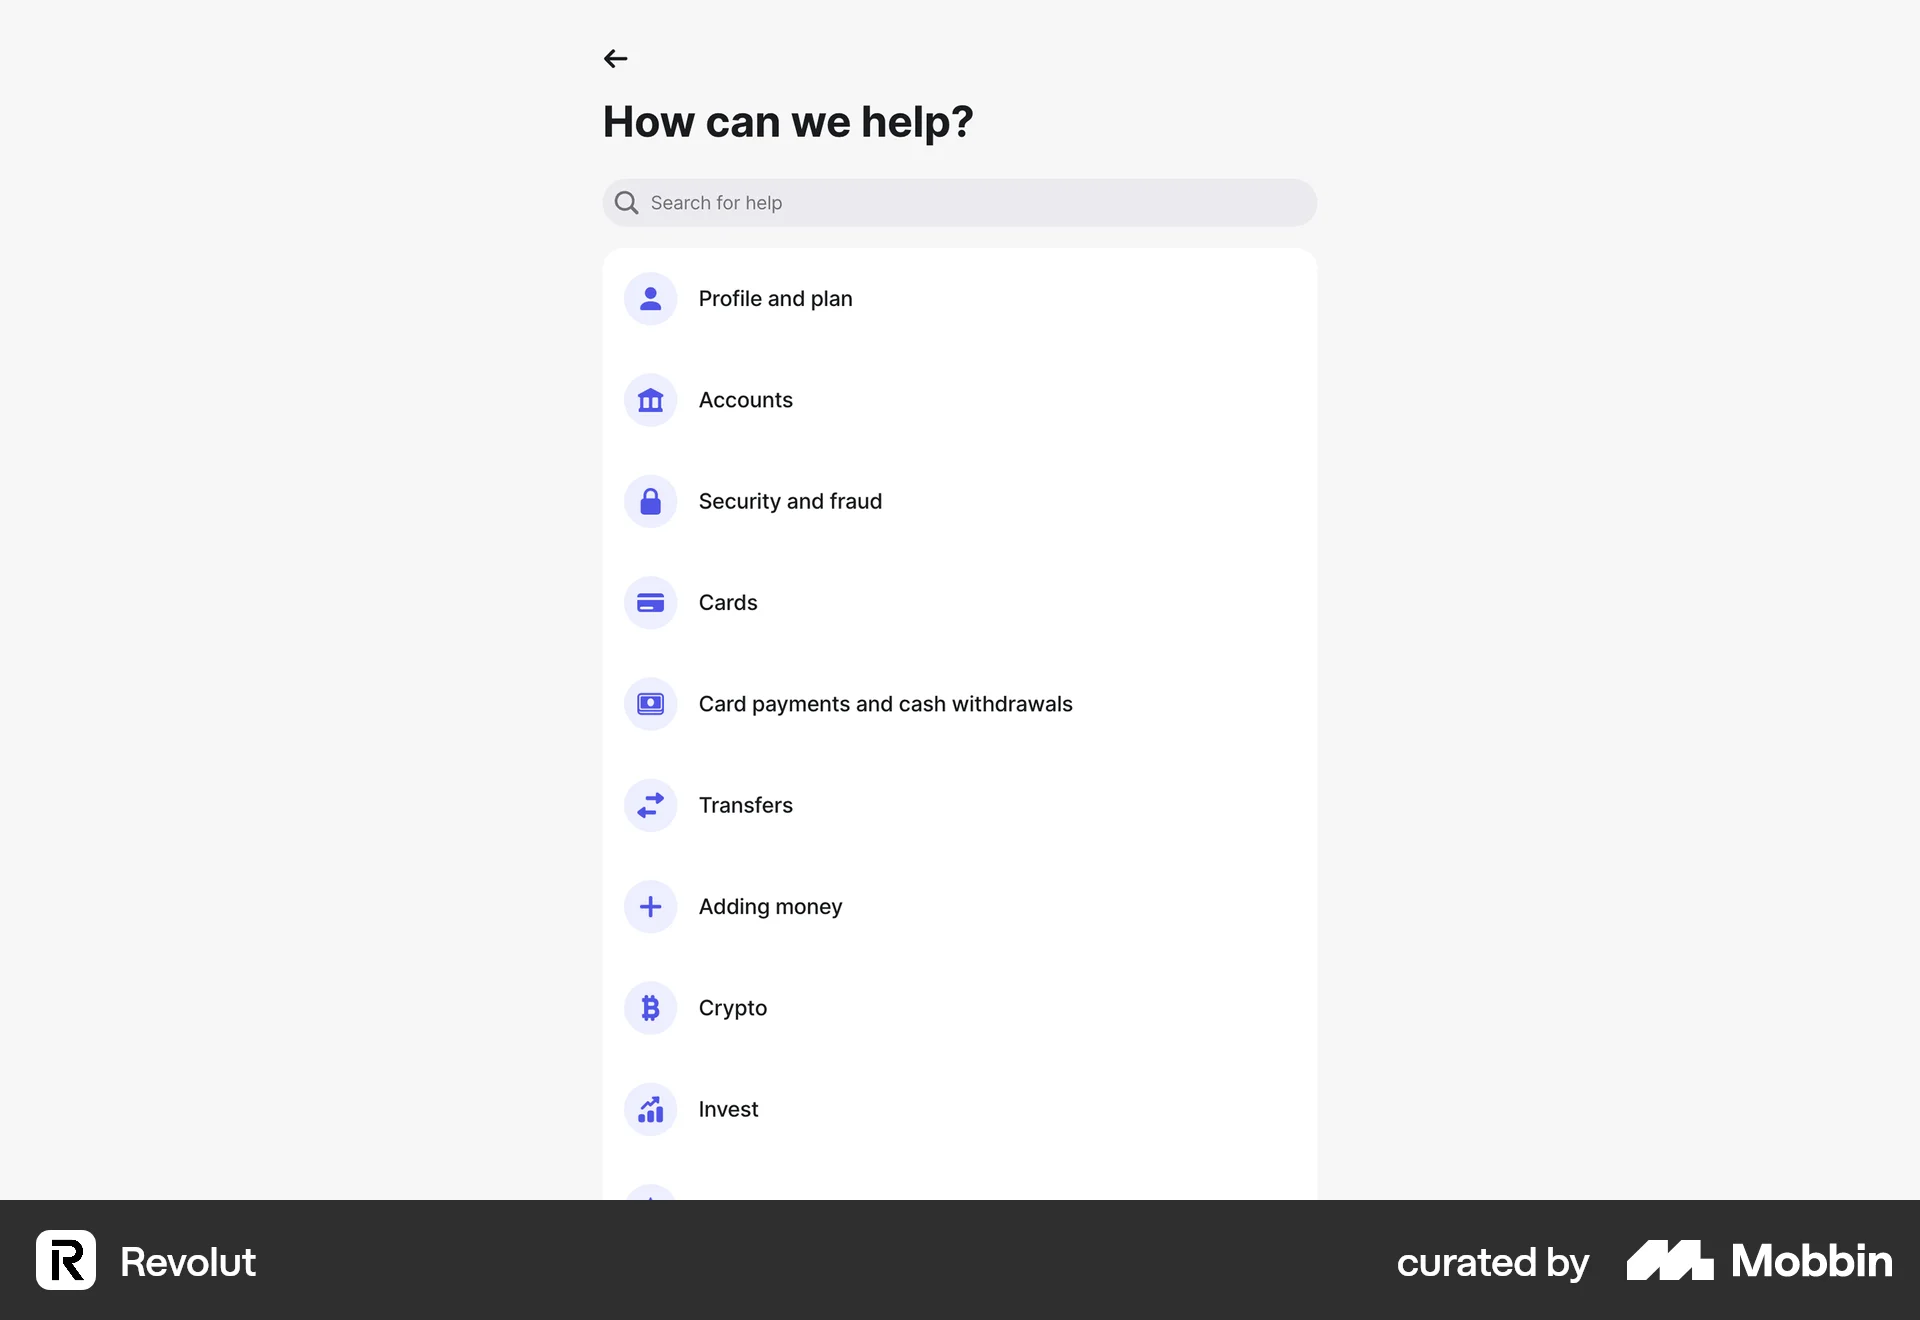 How can we help?
Search for help
Profile and plan
Accounts
Security and fraud
Cards
Card payments and cash withdrawals
Transfers
Adding money
Crypto
Invest
Revolut
curated by Mobbin